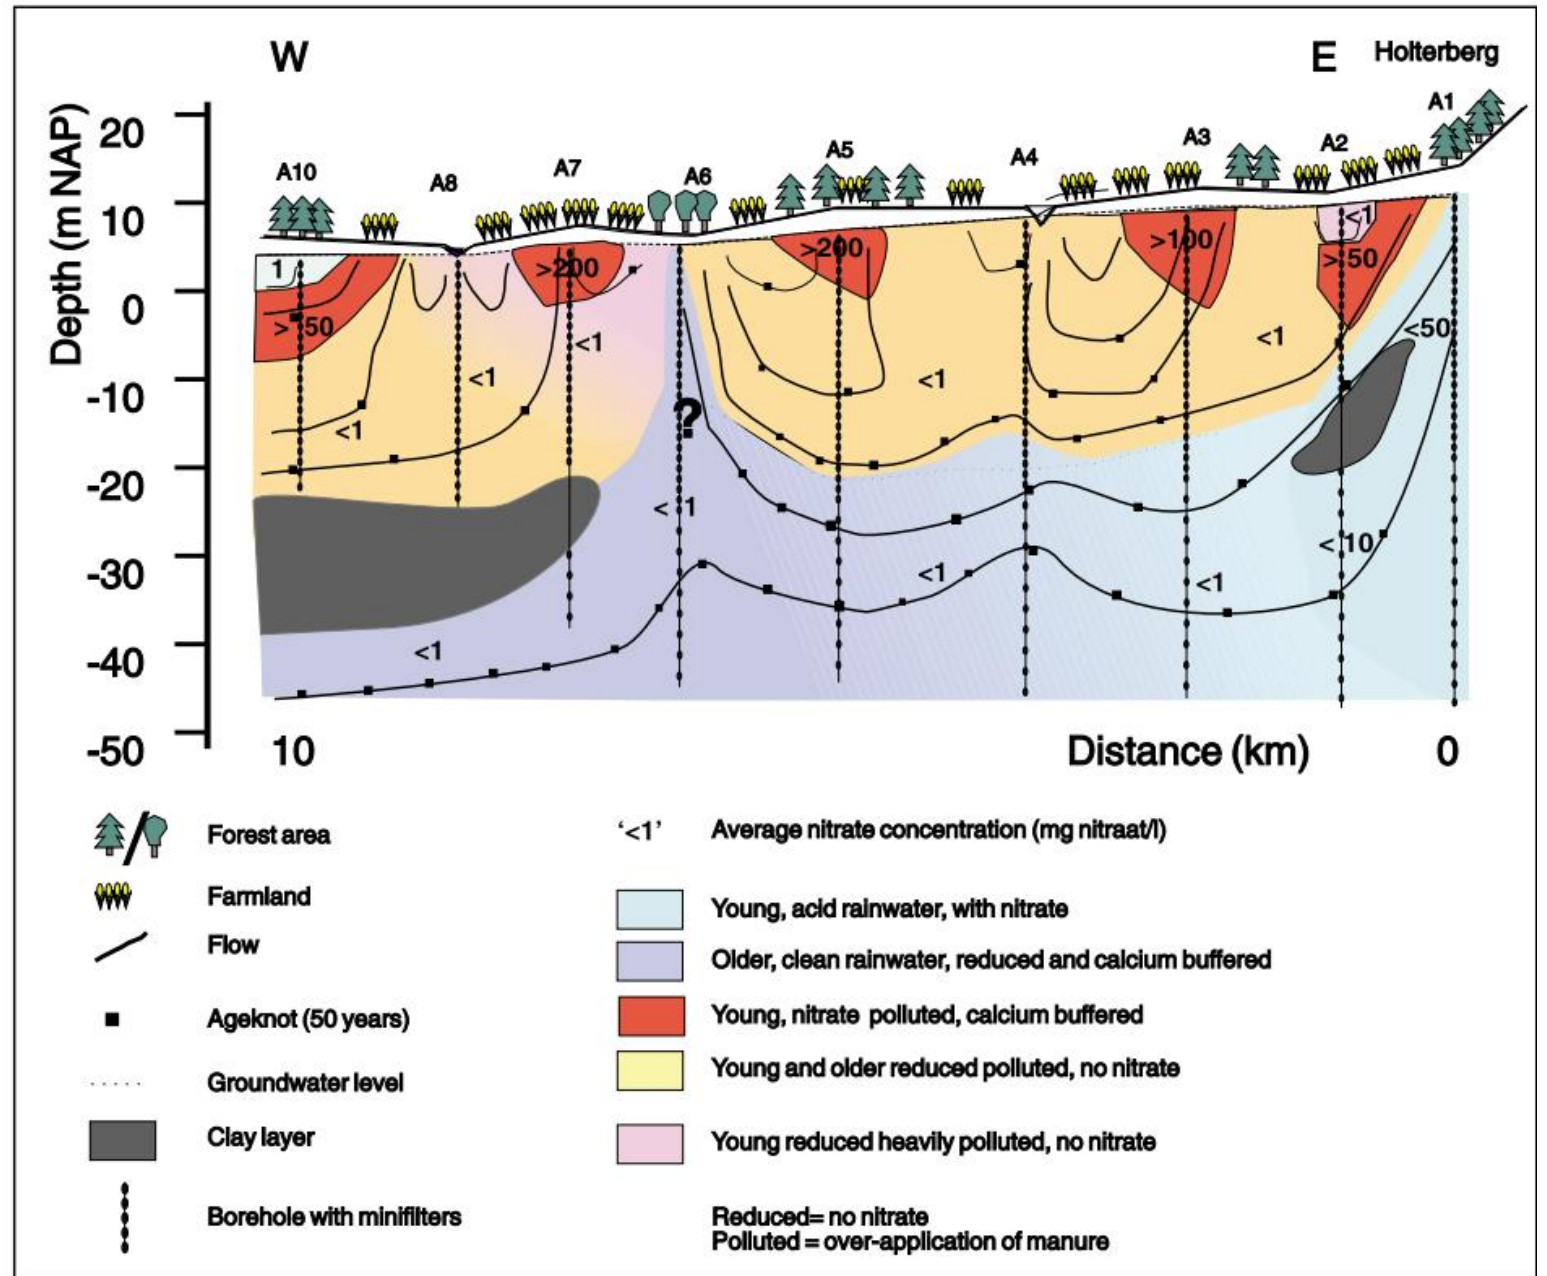 W
E
Holterberg
Depth (m NAP)
20
10
0
-10
-20
-30
-40
-50
A10
A8
A7
A6
A5
A4
A3
A2
A1
1
>50
<1
<1
>200
<1
?
<1
<1
>200
<1
<1
>100
<1
<1
<1
>50
<50
<10
10
Distance (km)
0
Forest area
Farmland
Flow
Ageknot (50 years)
Groundwater level
Clay layer
Borehole with minifilters
‘<1’ Average nitrate concentration (mg nitraat/l)
Young, acid rainwater, with nitrate
Older, clean rainwater, reduced and calcium buffered
Young, nitrate polluted, calcium buffered
Young and older reduced polluted, no nitrate
Young reduced heavily polluted, no nitrate
Reduced= no nitrate
Polluted = over-application of manure